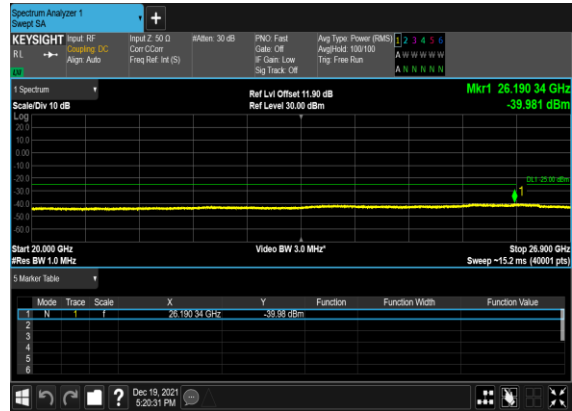 Spectrum Analyzer 1
Swept SA
KEYSIGHT Input: RF Input Z: 50 Ω #Atten: 30 dB PNO: Fast Avg Type: Power (RMS) 1 2 3 4 5 6
RL Coupling: DC Corr CCorr Gate: Off Avg|Hold: 100/100 A W W W W W
Align: Auto Freq Ref: Int (S) IF Gain: Low Trig: Free Run
Sig Track: Off A N N N N N
1 Spectrum Ref Lvl Offset 11.90 dB Mkr1 26.190 34 GHz
Scale/Div 10 dB Ref Level 30.00 dBm -39.981 dBm
Log
20.0
10.0
0.00
-10.0
-20.0
DL1 -25.00 dBm
-30.0
1
-40.0
-50.0
-60.0
Start 20.000 GHz Video BW 3.0 MHz* Stop 26.900 GHz
#Res BW 1.0 MHz Sweep ~15.2 ms (40001 pts)
5 Marker Table
Mode Trace Scale X Y Function Function Width Function Value
1 N 1 f 26.190 34 GHz -39.98 dBm
2
3
4
5
6
? Dec 19, 2021
5:20:31 PM